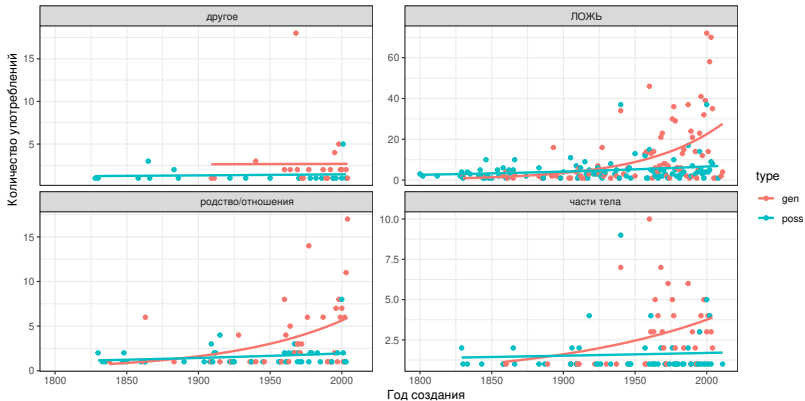 другое
ЛОЖЬ
Количество употреблений
15
10
5
60
40
20
0
type
gen
poss
родство/отношения
части тела
15
10
5
0
10.0
7.5
5.0
2.5
1800 1850 1900 1950 2000
1800 1850 1900 1950 2000
Год создания